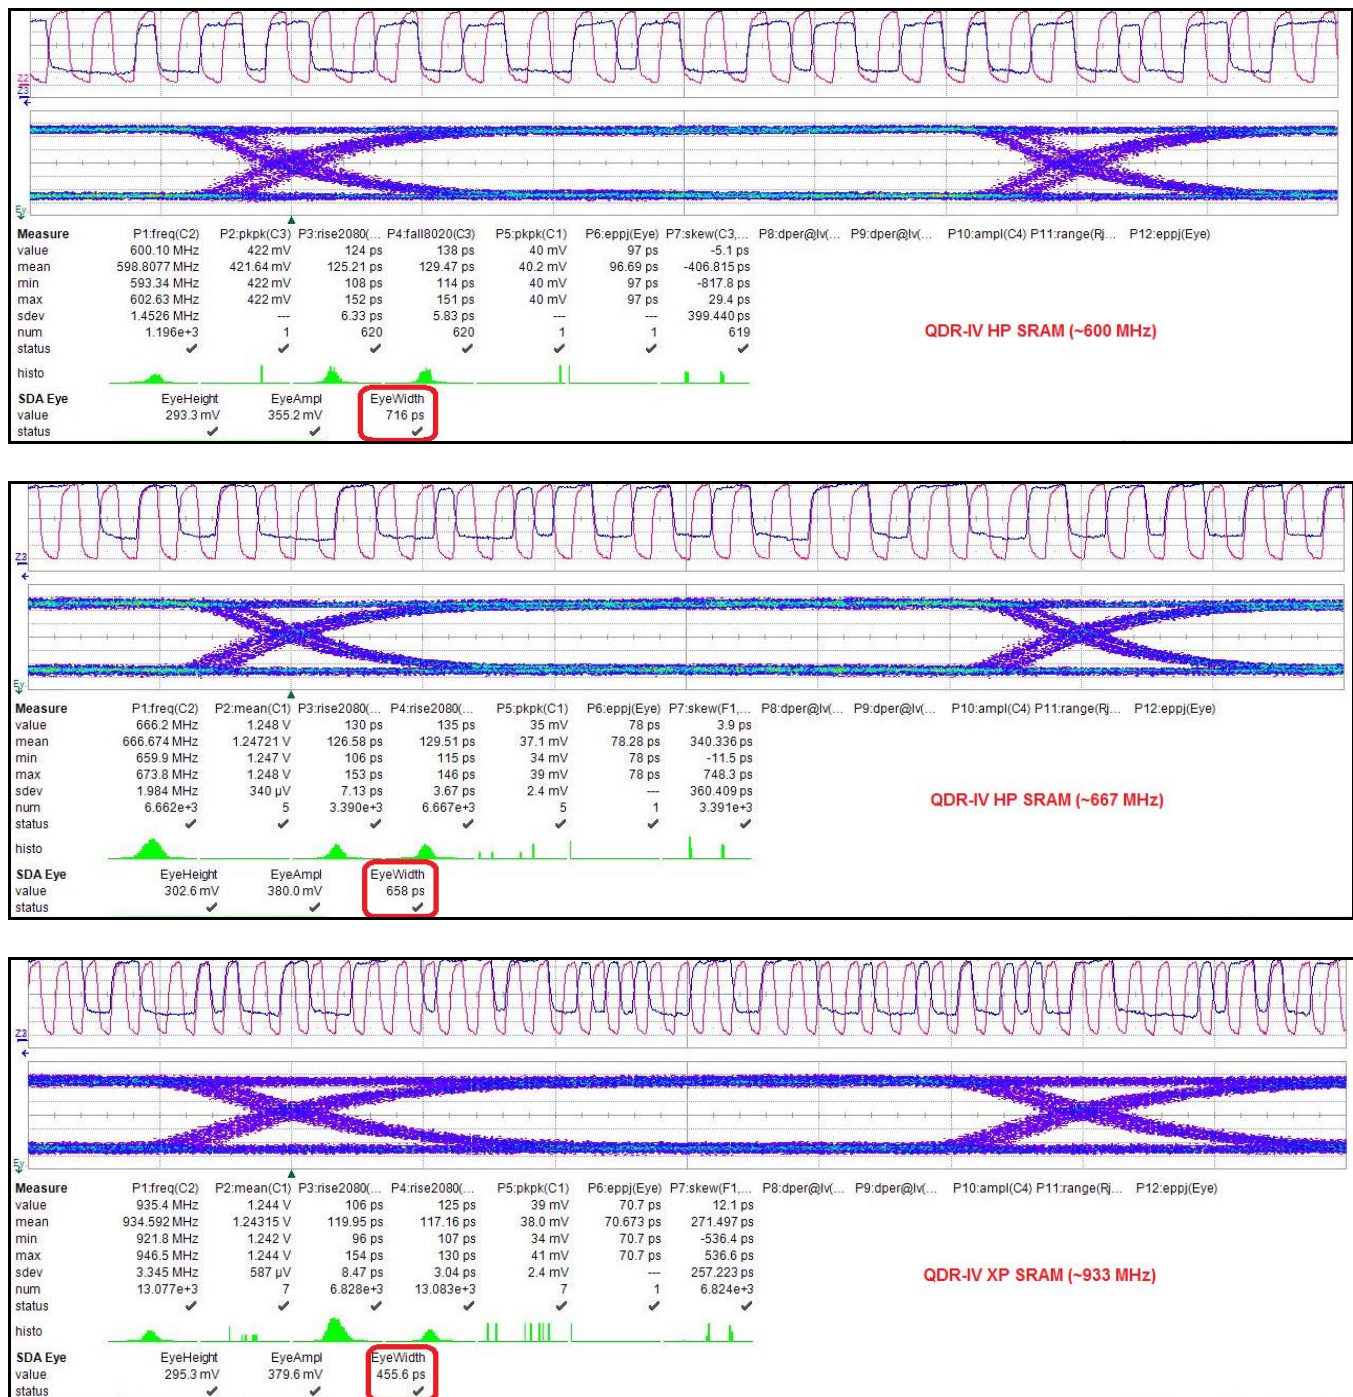 Z2
Z3
Ey
Measure P1:freq(C2) P2:pkpk(C3) P3:rise2080(... P4:fall8020(C3) P5:pkpk(C1) P6:eppj(Eye) P7:skew(C3,... P8:dper@lv(... P9:dper@lv(... P10:ampl(C4) P11:range(Rj... P12:eppj(Eye)
value 600.10 MHz 422 mV 124 ps 138 ps 40 mV 97 ps -5.1 ps
mean 598.8077 MHz 421.64 mV 125.21 ps 129.47 ps 40.2 mV 96.69 ps -406.815 ps
min 593.34 MHz 422 mV 108 ps 114 ps 40 mV 97 ps -817.8 ps
max 602.63 MHz 422 mV 152 ps 151 ps 40 mV 97 ps 29.4 ps
sdev 1.4526 MHz --- 6.33 ps 5.83 ps --- --- 399.440 ps
num 1.196e+3 1 620 620 1 1 619
status
QDR-IV HP SRAM (~600 MHz)
histo
SDA Eye EyeHeight EyeAmpl EyeWidth
value 293.3 mV 355.2 mV 716 ps
status
Z3
Ey
Measure P1:freq(C2) P2:mean(C1) P3:rise2080(... P4:rise2080(... P5:pkpk(C1) P6:eppj(Eye) P7:skew(F1,... P8:dper@lv(... P9:dper@lv(... P10:ampl(C4) P11:range(Rj... P12:eppj(Eye)
value 666.2 MHz 1.248 V 130 ps 135 ps 35 mV 78 ps 3.9 ps
mean 666.674 MHz 1.24721 V 126.58 ps 129.51 ps 37.1 mV 78.28 ps 340.336 ps
min 659.9 MHz 1.247 V 106 ps 115 ps 34 mV 78 ps -11.5 ps
max 673.8 MHz 1.248 V 153 ps 146 ps 39 mV 78 ps 748.3 ps
sdev 1.984 MHz 340 µV 7.13 ps 3.67 ps 2.4 mV --- 360.409 ps
num 6.662e+3 5 3.390e+3 6.667e+3 5 1 3.391e+3
status
QDR-IV HP SRAM (~667 MHz)
histo
SDA Eye EyeHeight EyeAmpl EyeWidth
value 302.6 mV 380.0 mV 658 ps
status
Z3
Ey
Measure P1:freq(C2) P2:mean(C1) P3:rise2080(... P4:rise2080(... P5:pkpk(C1) P6:eppj(Eye) P7:skew(F1,... P8:dper@lv(... P9:dper@lv(... P10:ampl(C4) P11:range(Rj... P12:eppj(Eye)
value 935.4 MHz 1.244 V 106 ps 125 ps 39 mV 70.7 ps 12.1 ps
mean 934.592 MHz 1.24315 V 119.95 ps 117.16 ps 38.0 mV 70.673 ps 271.497 ps
min 921.8 MHz 1.242 V 96 ps 107 ps 34 mV 70.7 ps -536.4 ps
max 946.5 MHz 1.244 V 154 ps 130 ps 41 mV 70.7 ps 536.6 ps
sdev 3.345 MHz 587 µV 8.47 ps 3.04 ps 2.4 mV --- 257.223 ps
num 13.077e+3 7 6.828e+3 13.083e+3 7 1 6.824e+3
status
QDR-IV XP SRAM (~933 MHz)
histo
SDA Eye EyeHeight EyeAmpl EyeWidth
value 295.3 mV 379.6 mV 455.6 ps
status